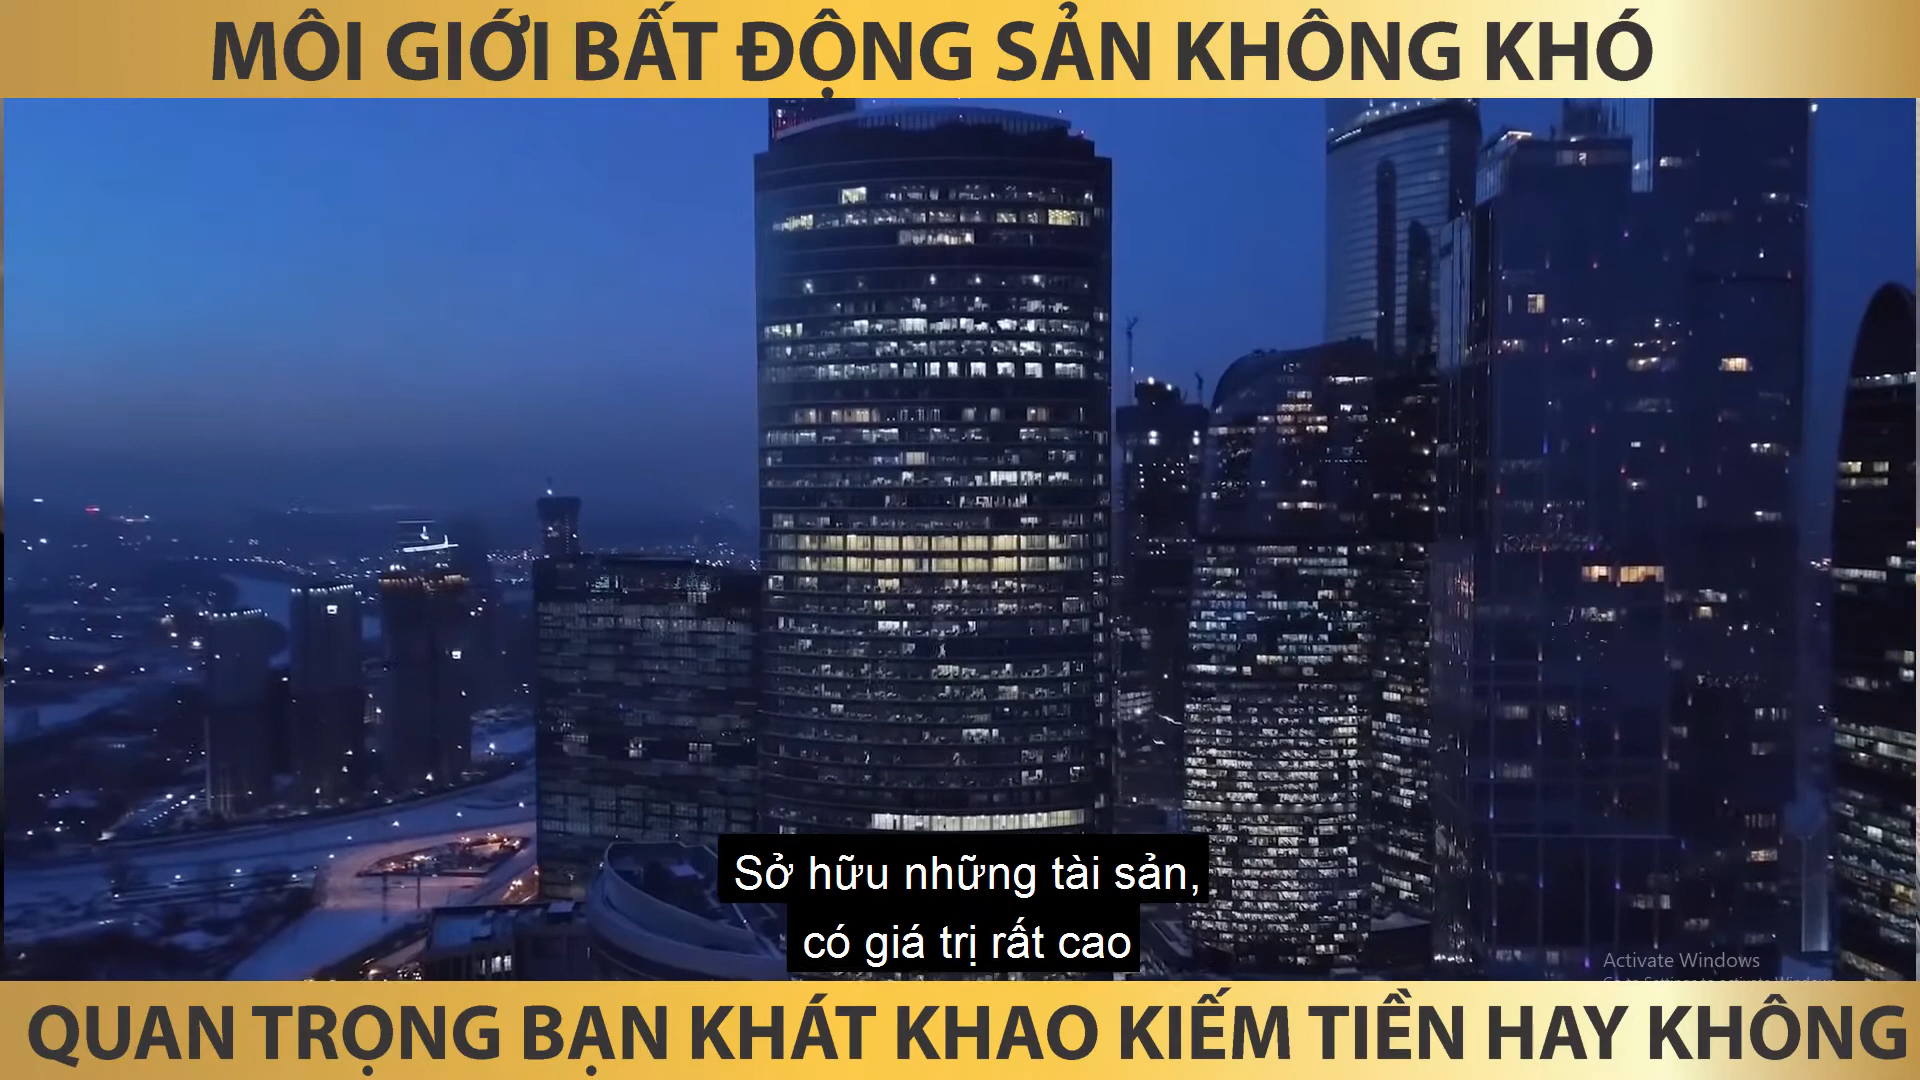 MÔI GIỚI BẤT ĐỘNG SẢN KHÔNG KHÓ
Sở hữu những tài sản,
có giá trị rất cao
Activate Windows
QUAN TRỌNG BẠN KHÁT KHAO KIẾM TIỀN HAY KHÔNG